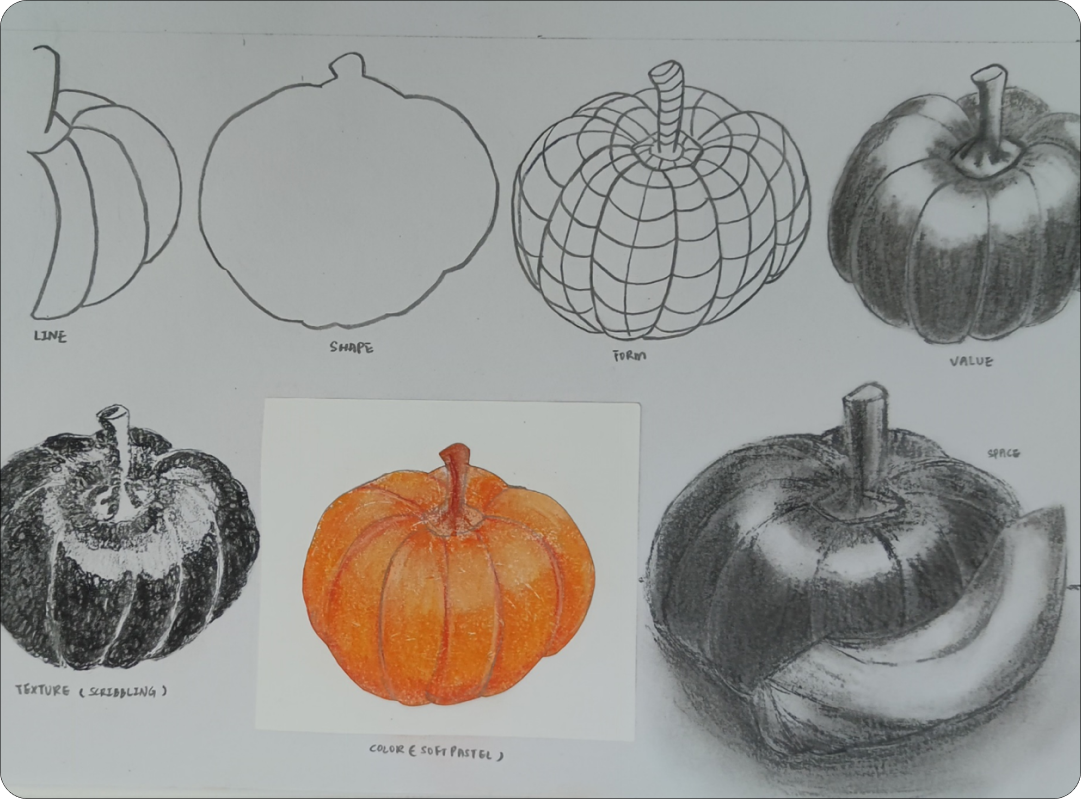 LINE
SHAPE
FORM
VALUE
SPACE
TEXTURE (SCRIBBLING)
COLOR (SOFT PASTEL)